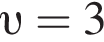 υ = 3